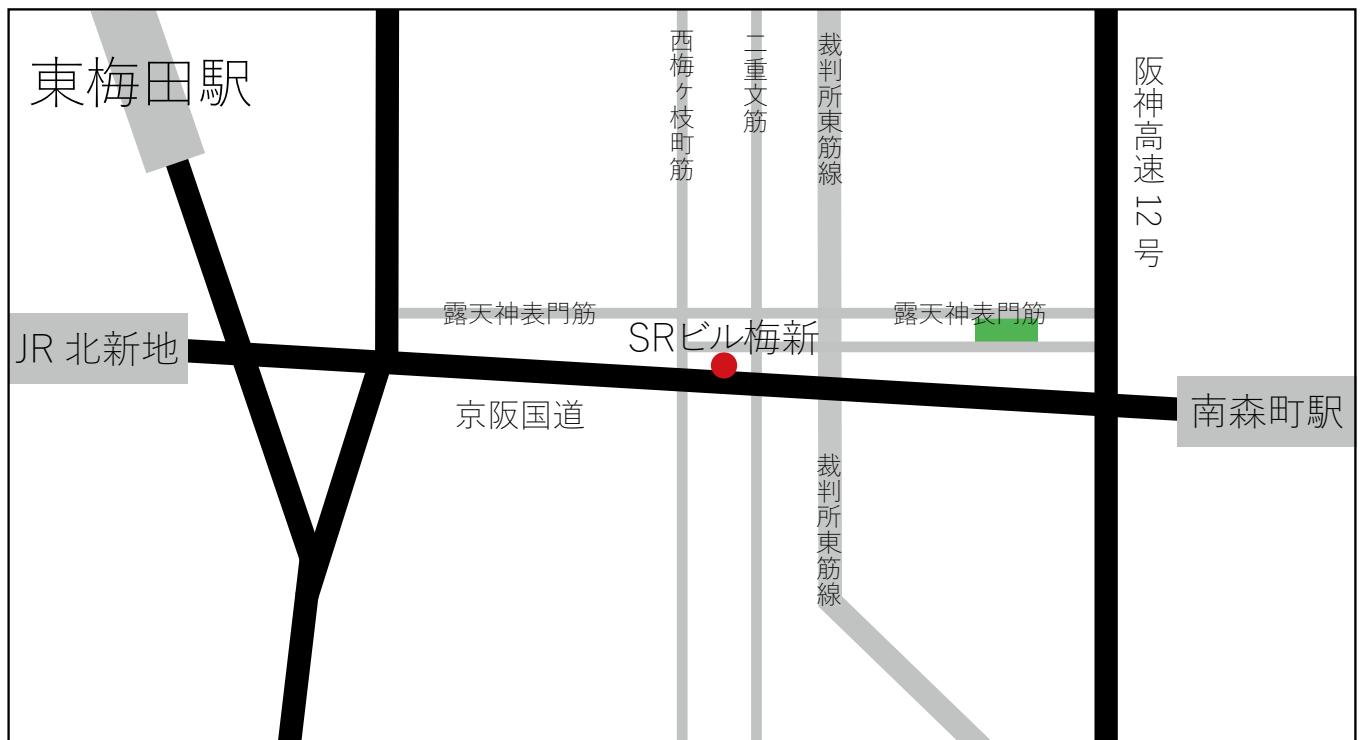 東梅田駅
西梅ヶ枝町筋
二重文筋
裁判所東筋線
阪神高速12号
露天神表門筋
露天神表門筋
SRビル梅新
JR 北新地
京阪国道
南森町駅
裁判所東筋線